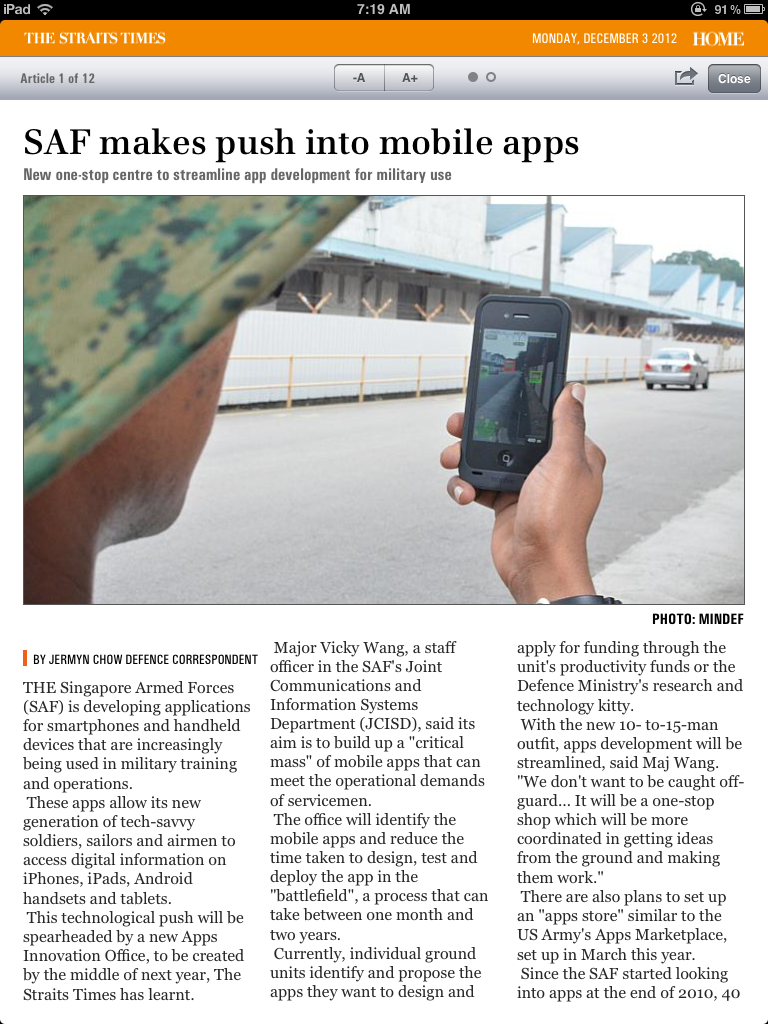 iPad 7:19 AM 91%
THE STRAITS TIMES MONDAY, DECEMBER 3 2012 HOME
Article 1 of 12 -A A+ Close
SAF makes push into mobile apps
New one-stop centre to streamline app development for military use
PHOTO: MINDEF
BY JERMYN CHOW DEFENCE CORRESPONDENT
THE Singapore Armed Forces
(SAF) is developing applications
for smartphones and handheld
devices that are increasingly
being used in military training
and operations.
These apps allow its new
generation of tech-savvy
soldiers, sailors and airmen to
access digital information on
iPhones, iPads, Android
handsets and tablets.
This technological push will be
spearheaded by a new Apps
Innovation Office, to be created
by the middle of next year, The
Straits Times has learnt.
Major Vicky Wang, a staff
officer in the SAF's Joint
Communications and
Information Systems
Department (JCISD), said its
aim is to build up a "critical
mass" of mobile apps that can
meet the operational demands
of servicemen.
The office will identify the
mobile apps and reduce the
time taken to design, test and
deploy the app in the
"battlefield", a process that can
take between one month and
two years.
Currently, individual ground
units identify and propose the
apps they want to design and
apply for funding through the
unit's productivity funds or the
Defence Ministry's research and
technology kitty.
With the new 10- to-15-man
outfit, apps development will be
streamlined, said Maj Wang.
"We don't want to be caught off-
guard... It will be a one-stop
shop which will be more
coordinated in getting ideas
from the ground and making
them work."
There are also plans to set up
an "apps store" similar to the
US Army's Apps Marketplace,
set up in March this year.
Since the SAF started looking
into apps at the end of 2010, 40